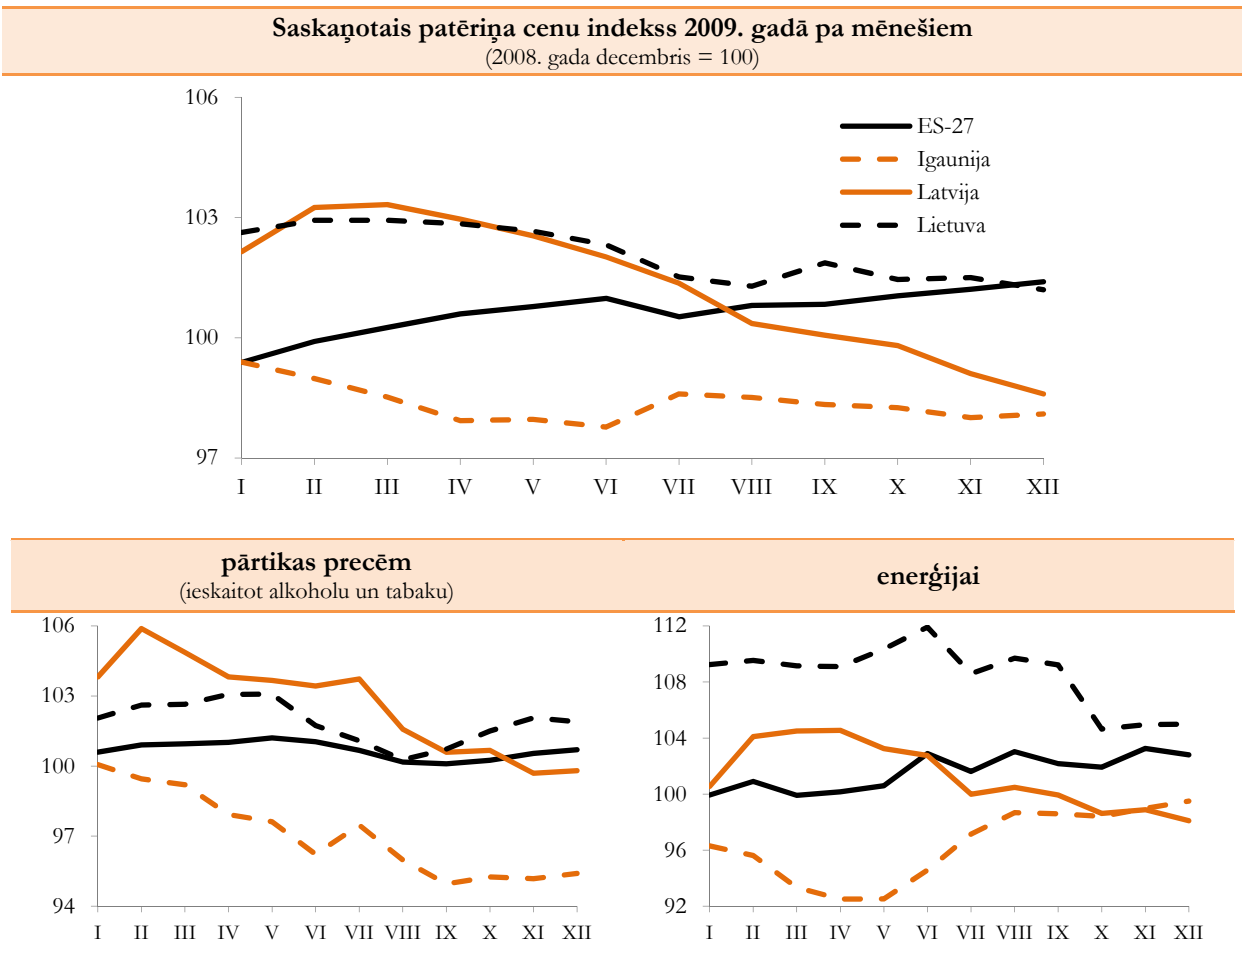 Saskaņotais patēriņa cenu indekss 2009. gadā pa mēnešiem
(2008. gada decembris = 100)
106
103
100
97
ES-27
Igaunija
Latvija
Lietuva
I II III IV V VI VII VIII IX X XI XII
pārtikas precēm
(ieskaitot alkoholu un tabaku)
106
103
100
97
94
I II III IV V VI VII VIII IX X XI XII
enerģijai
112
108
104
100
96
92
I II III IV V VI VII VIII IX X XI XII